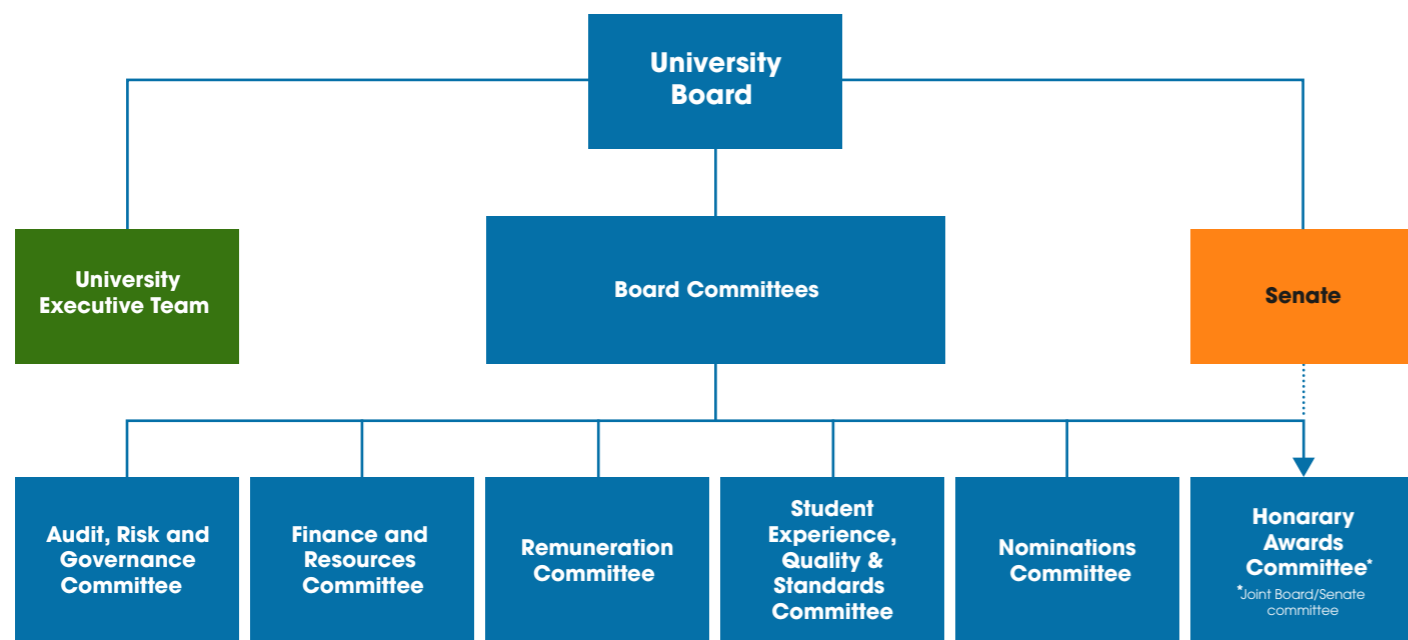 University
Board
University
Executive Team
Board Committees
Senate
Audit, Risk and
Governance
Committee
Finance and
Resources
Committee
Remuneration
Committee
Student
Experience,
Quality &
Standards
Committee
Nominations
Committee
Honarary
Awards
Committee*
*Joint Board/Senate
committee